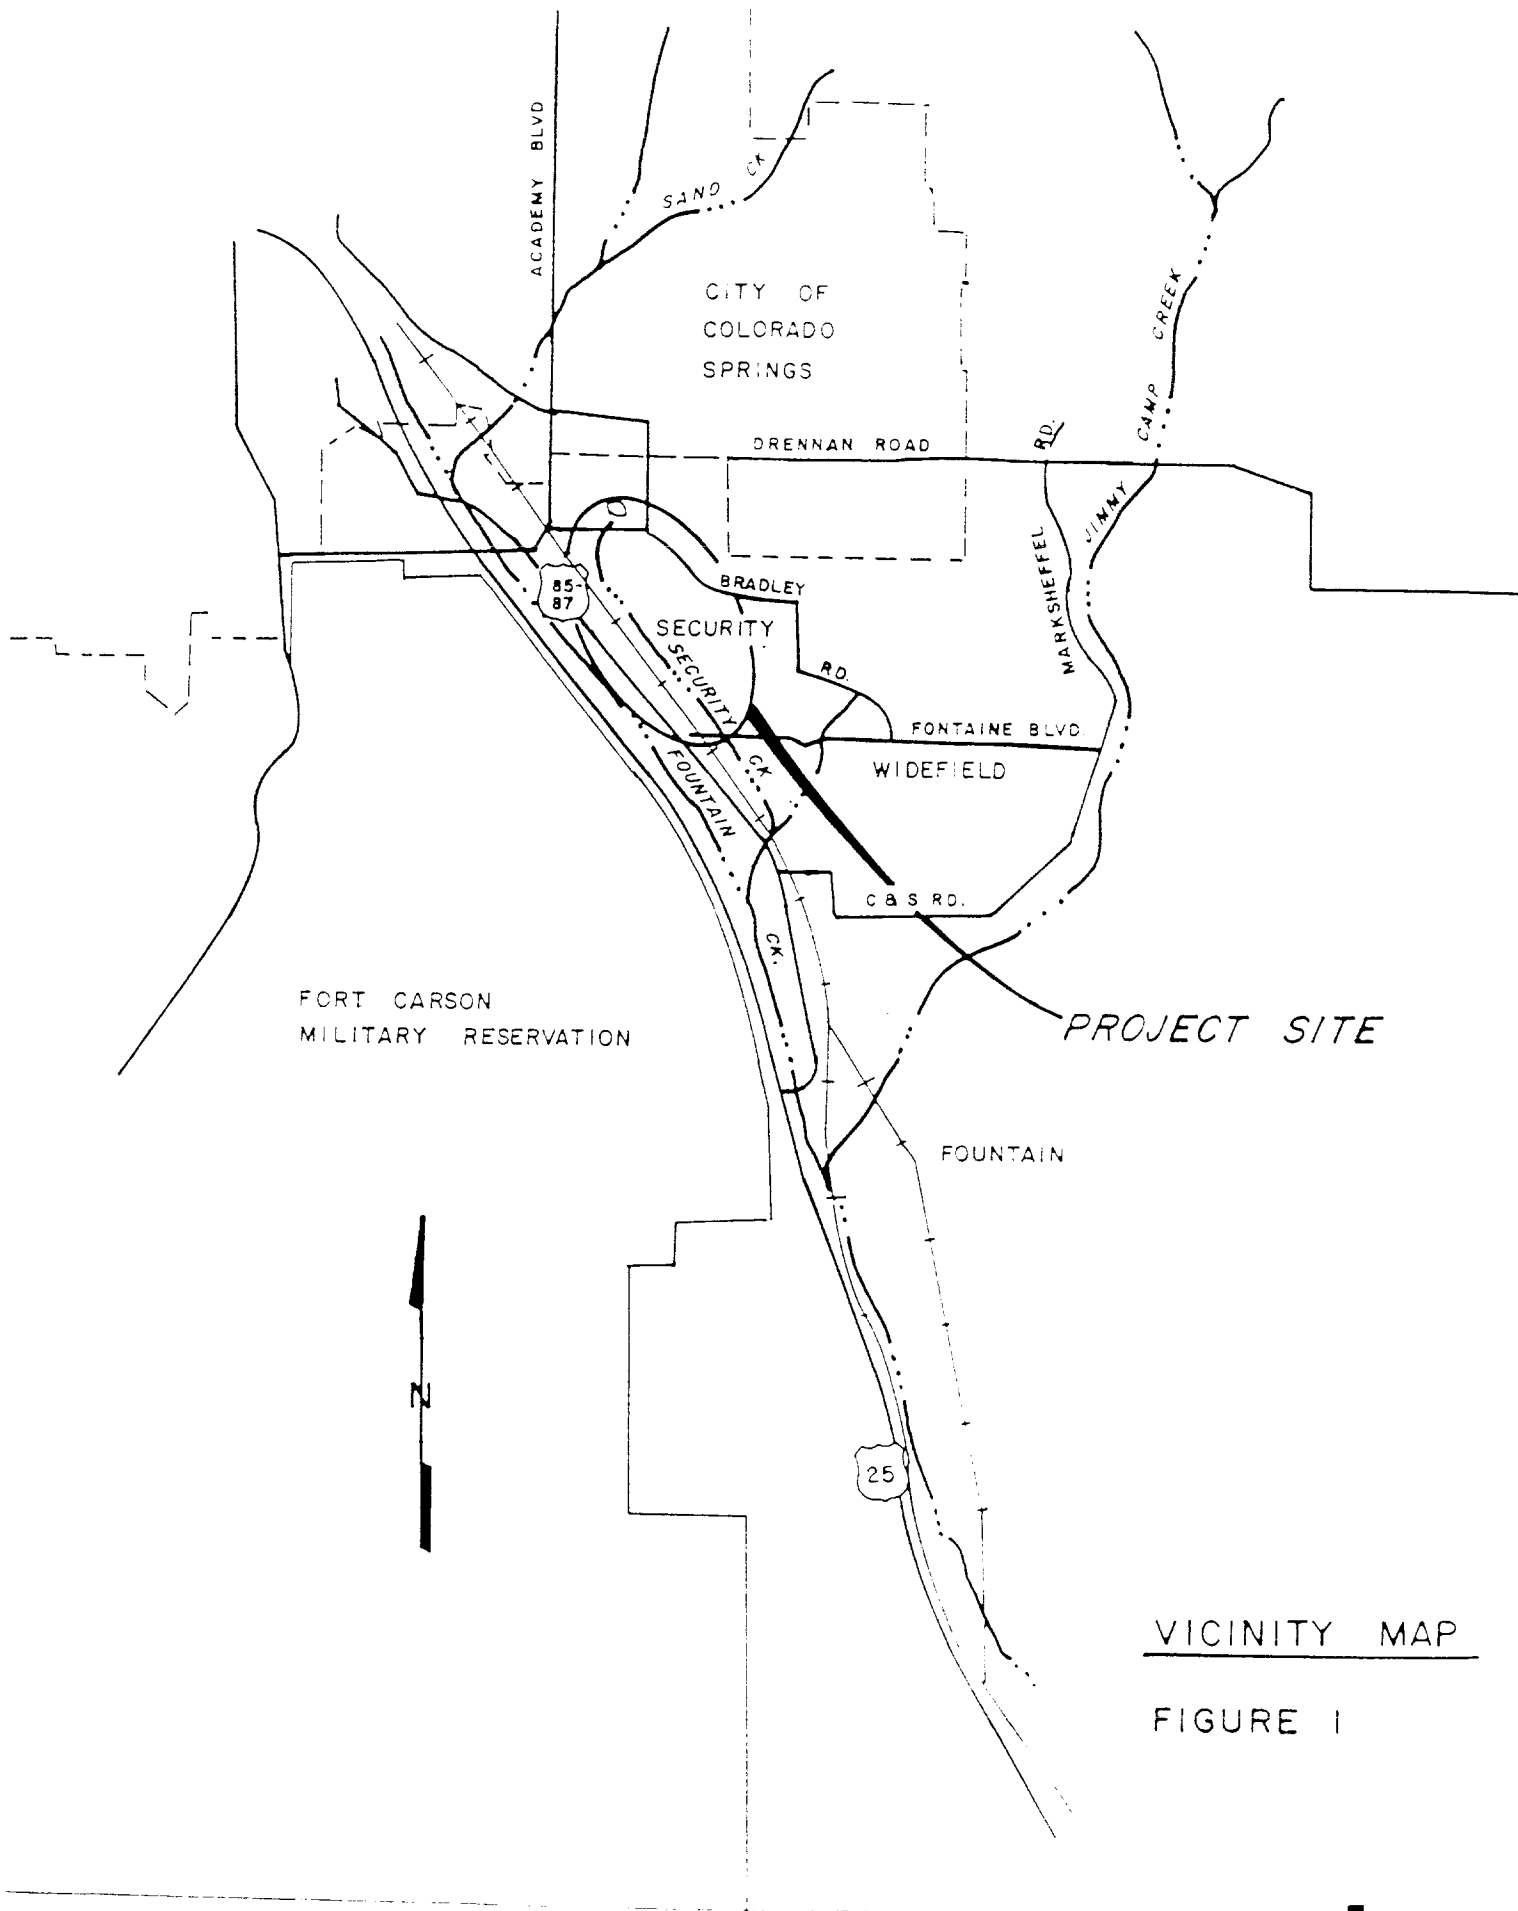 ACADEMY BLVD
SAND CK
CITY OF
COLORADO
SPRINGS
JIMMY CAMP CREEK
DRENNAN ROAD
MARKSHEFFEL RD.
85-
87
BRADLEY RD.
SECURITY
SECURITY CK
FONTAINE BLVD.
WIDEFIELD
FOUNTAIN CK.
C & S RD.
FORT CARSON
MILITARY RESERVATION
PROJECT SITE
FOUNTAIN
N
25
VICINITY MAP
FIGURE 1